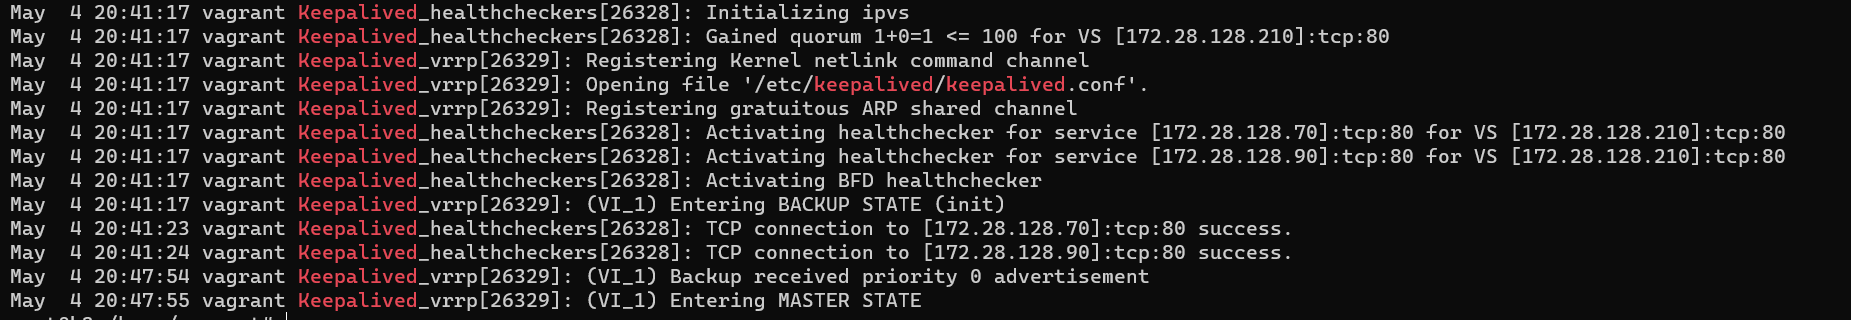 May  4 20:41:17 vagrant Keepalived_healthcheckers[26328]: Initializing ipvs
May  4 20:41:17 vagrant Keepalived_healthcheckers[26328]: Gained quorum 1+0=1 <= 100 for VS [172.28.128.210]:tcp:80
May  4 20:41:17 vagrant Keepalived_vrrp[26329]: Registering Kernel netlink command channel
May  4 20:41:17 vagrant Keepalived_vrrp[26329]: Opening file '/etc/keepalived/keepalived.conf'.
May  4 20:41:17 vagrant Keepalived_vrrp[26329]: Registering gratuitous ARP shared channel
May  4 20:41:17 vagrant Keepalived_healthcheckers[26328]: Activating healthchecker for service [172.28.128.70]:tcp:80 for VS [172.28.128.210]:tcp:80
May  4 20:41:17 vagrant Keepalived_healthcheckers[26328]: Activating healthchecker for service [172.28.128.90]:tcp:80 for VS [172.28.128.210]:tcp:80
May  4 20:41:17 vagrant Keepalived_healthcheckers[26328]: Activating BFD healthchecker
May  4 20:41:17 vagrant Keepalived_vrrp[26329]: (VI_1) Entering BACKUP STATE (init)
May  4 20:41:23 vagrant Keepalived_healthcheckers[26328]: TCP connection to [172.28.128.70]:tcp:80 success.
May  4 20:41:24 vagrant Keepalived_healthcheckers[26328]: TCP connection to [172.28.128.90]:tcp:80 success.
May  4 20:47:54 vagrant Keepalived_vrrp[26329]: (VI_1) Backup received priority 0 advertisement
May  4 20:47:55 vagrant Keepalived_vrrp[26329]: (VI_1) Entering MASTER STATE